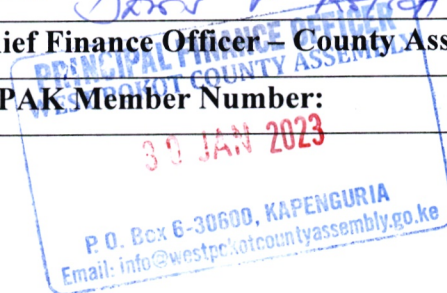 ief Finance Officer – County Ass
PRINCIPAL FINANCE OFFICER
WEST POKOT COUNTY ASSEMBLY
PAK Member Number:
30 JAN 2023
P. O. Box 6-30600, KAPENGURIA
Email: info@westpokotcountyassembly.go.ke